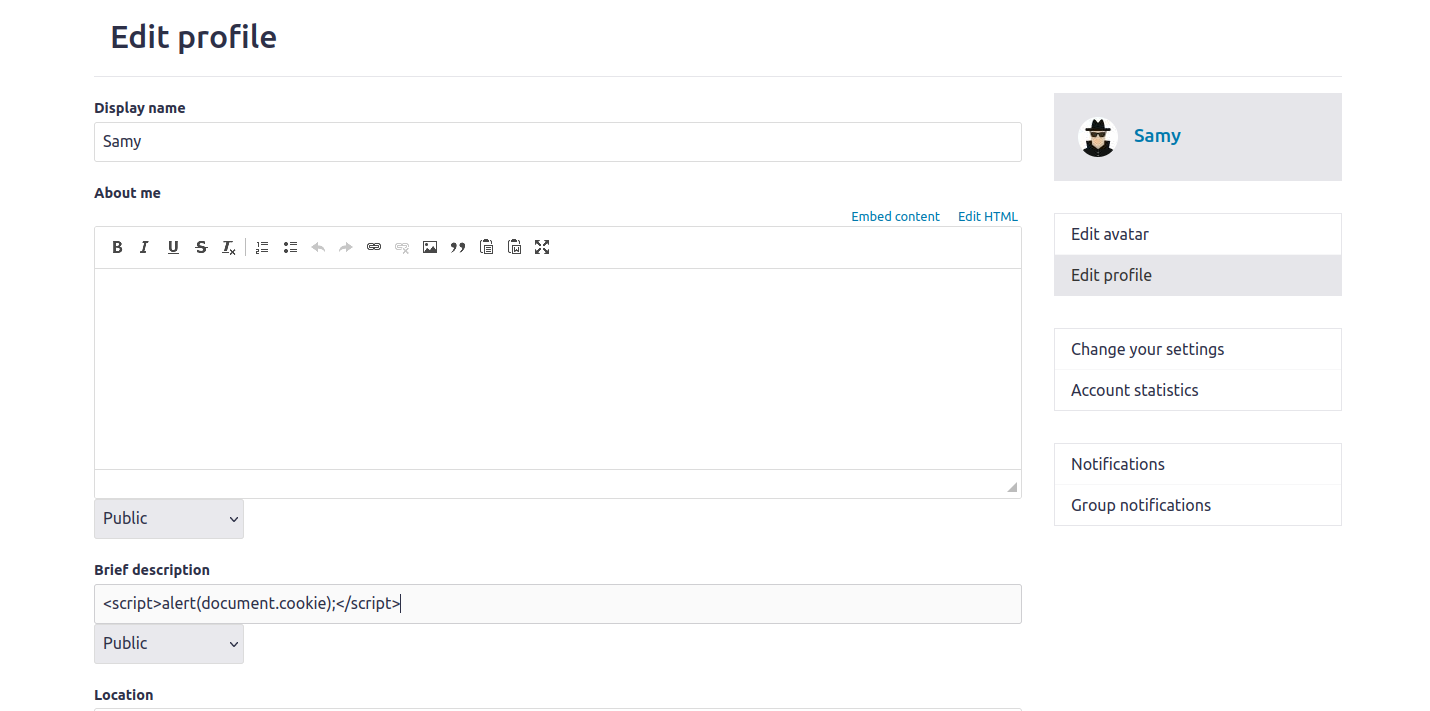 Edit profile
Display name
Samy
About me
Embed content Edit HTML
B I U S Tx
Public
Brief description
<script>alert(document.cookie);</script>
Public
Location
Samy
Edit avatar
Edit profile
Change your settings
Account statistics
Notifications
Group notifications